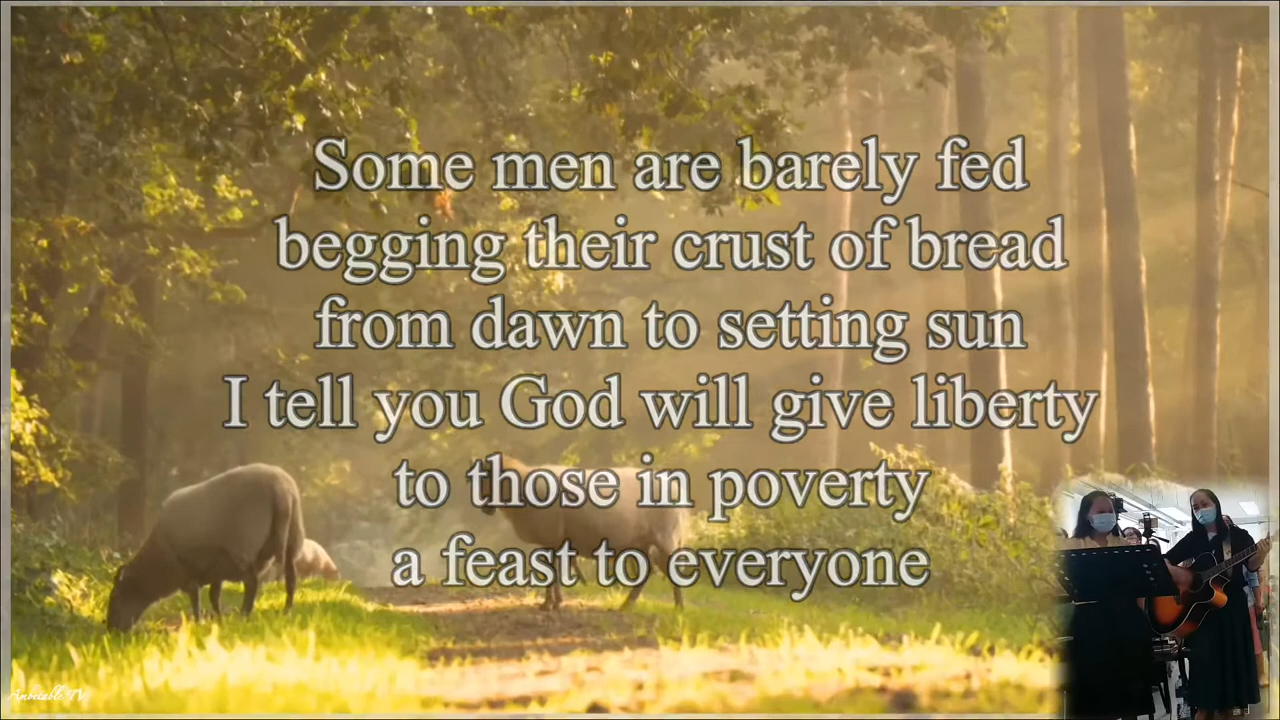 Some men are barely fed
begging their crust of bread
from dawn to setting sun
I tell you God will give liberty
to those in poverty
a feast to everyone